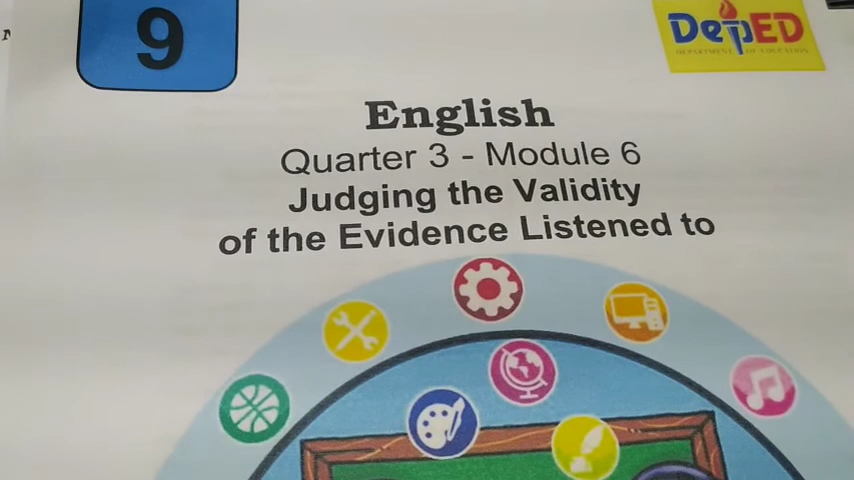 9
DepED
DEPARTMENT OF EDUCATION
English
Quarter 3 - Module 6
Judging the Validity
of the Evidence Listened to